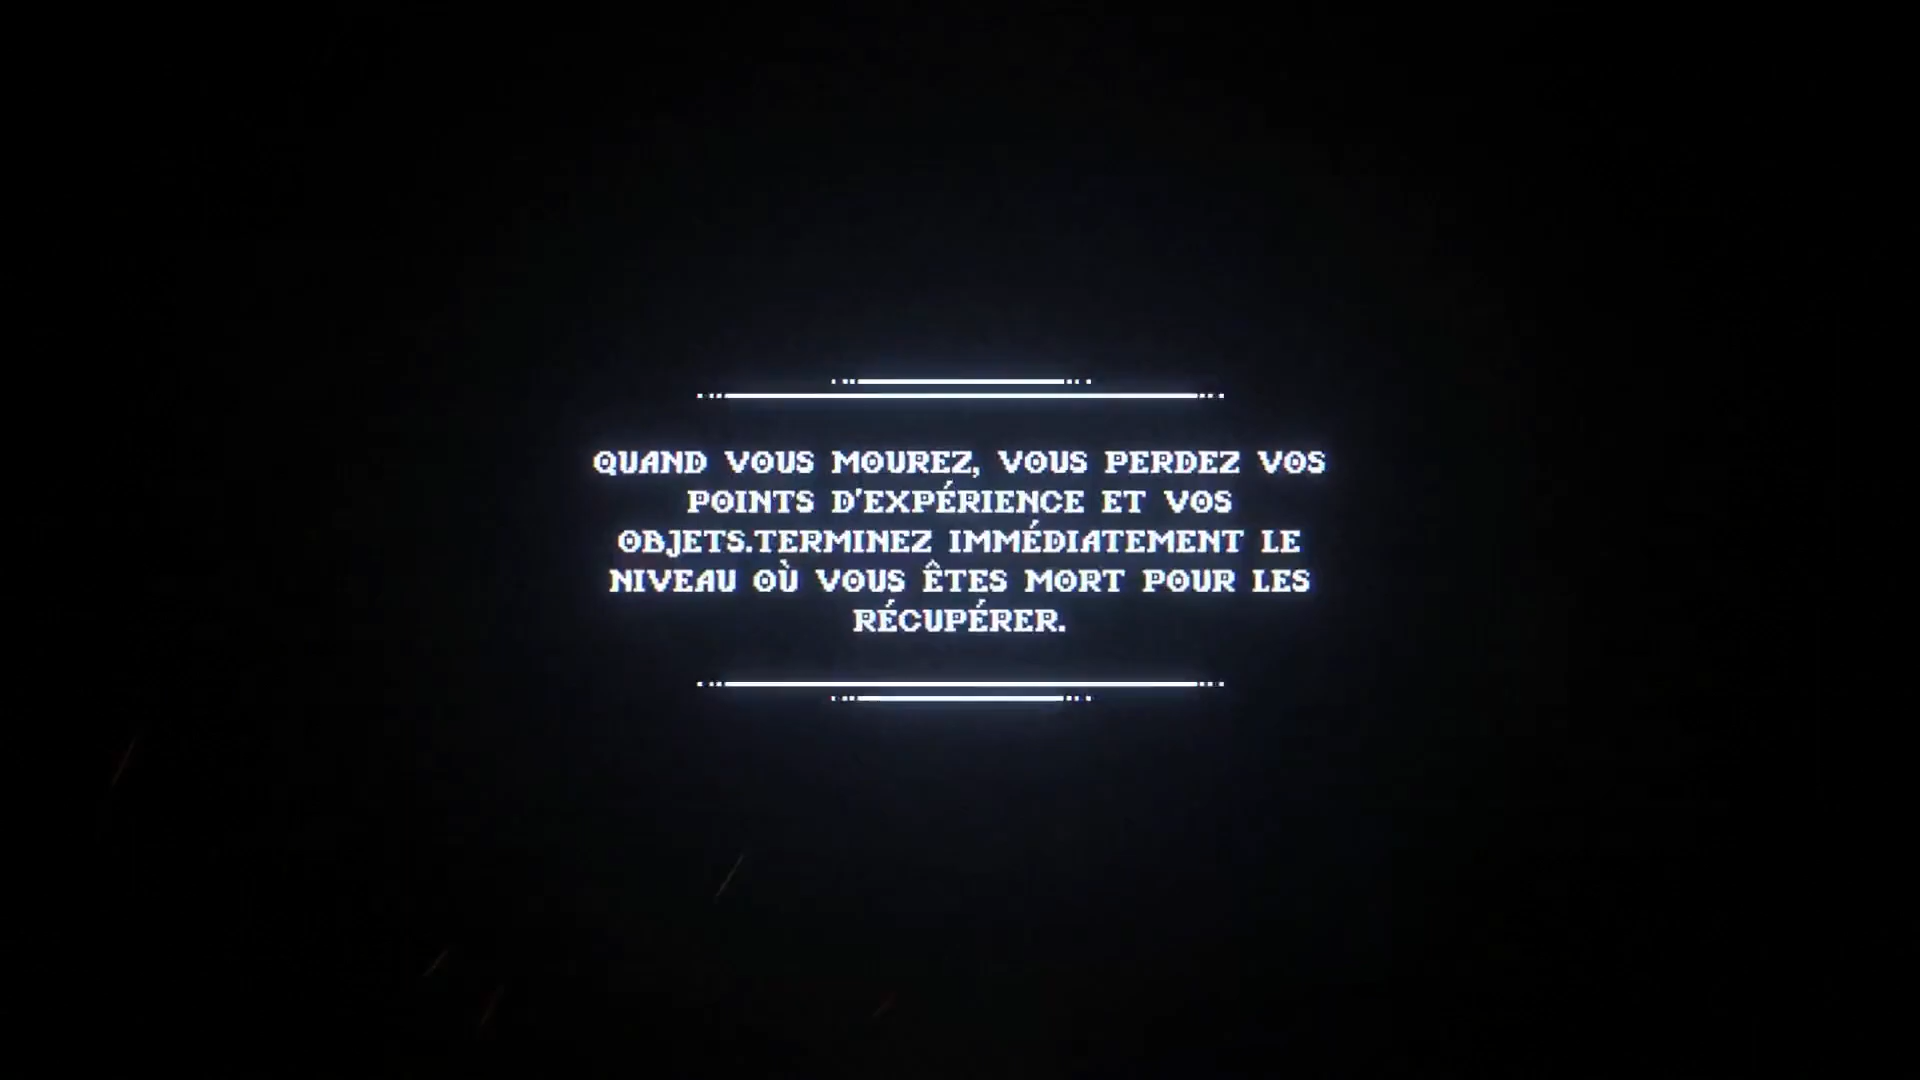 QUAND VOUS MOUREZ, VOUS PERDEZ VOS
POINTS D'EXPÉRIENCE ET VOS
OBJETS.TERMINEZ IMMÉDIATEMENT LE
NIVEAU OÙ VOUS ÊTES MORT POUR LES
RÉCUPÉRER.